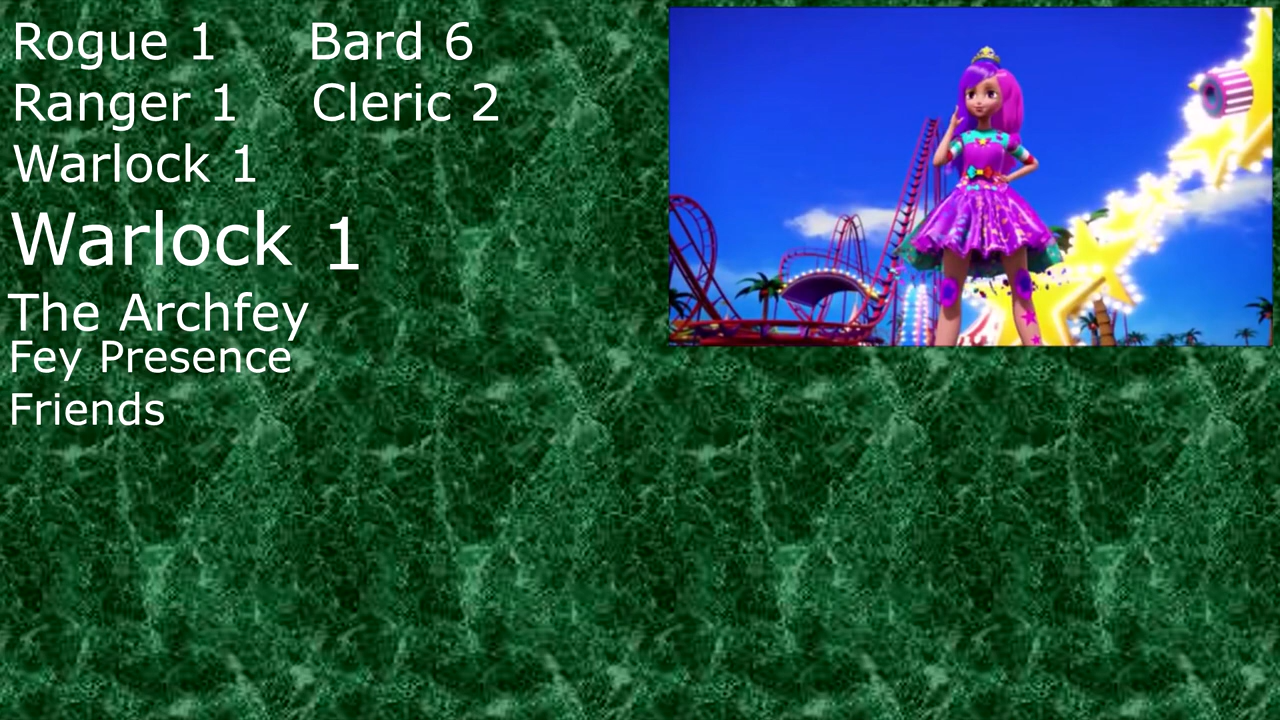 Rogue 1 Bard 6
Ranger 1 Cleric 2
Warlock 1
Warlock 1
The Archfey
Fey Presence
Friends